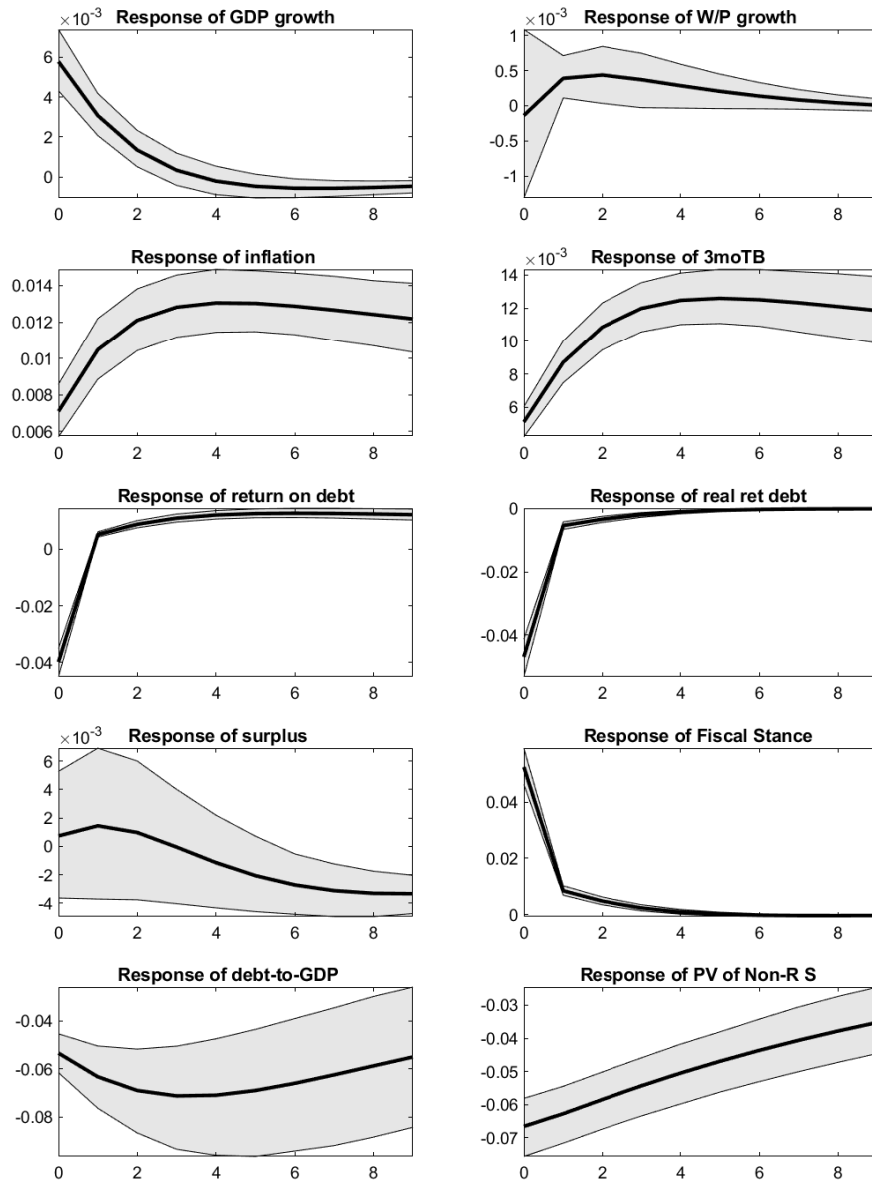 Response of GDP growth
×10⁻³
6
4
2
0
0 2 4 6 8
Response of W/P growth
×10⁻³
1
0.5
0
-0.5
-1
0 2 4 6 8
Response of inflation
0.014
0.012
0.01
0.008
0.006
0 2 4 6 8
Response of 3moTB
×10⁻³
14
12
10
8
6
0 2 4 6 8
Response of return on debt
0
-0.02
-0.04
0 2 4 6 8
Response of real ret debt
0
-0.02
-0.04
0 2 4 6 8
Response of surplus
×10⁻³
6
4
2
0
-2
-4
0 2 4 6 8
Response of Fiscal Stance
0.04
0.02
0
0 2 4 6 8
Response of debt-to-GDP
-0.04
-0.06
-0.08
0 2 4 6 8
Response of PV of Non-R S
-0.03
-0.04
-0.05
-0.06
-0.07
0 2 4 6 8